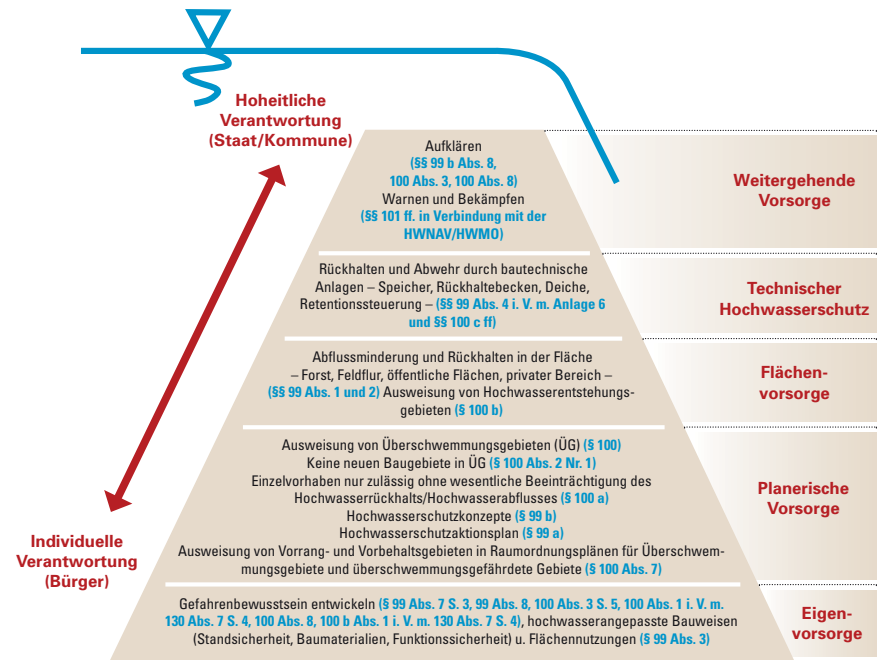 Hoheitliche
Verantwortung
(Staat/Kommune)
Aufklären
(§§ 99 b Abs. 8,
100 Abs. 3, 100 Abs. 8)
Warnen und Bekämpfen
(§§ 101 ff. in Verbindung mit der
HWNAV/HWMO)
Weitergehende
Vorsorge
Rückhalten und Abwehr durch bautechnische
Anlagen – Speicher, Rückhaltebecken, Deiche,
Retentionssteuerung – (§§ 99 Abs. 4 i. V. m. Anlage 6
und §§ 100 c ff)
Technischer
Hochwasserschutz
Abflussminderung und Rückhalten in der Fläche
– Forst, Feldflur, öffentliche Flächen, privater Bereich –
(§§ 99 Abs. 1 und 2) Ausweisung von Hochwasserentstehungs-
gebieten (§ 100 b)
Flächen-
vorsorge
Ausweisung von Überschwemmungsgebieten (ÜG) (§ 100)
Keine neuen Baugebiete in ÜG (§ 100 Abs. 2 Nr. 1)
Einzelvorhaben nur zulässig ohne wesentliche Beeinträchtigung des
Hochwasserrückhalts/Hochwasserabflusses (§ 100 a)
Hochwasserschutzkonzepte (§ 99 b)
Hochwasserschutzaktionsplan (§ 99 a)
Ausweisung von Vorrang- und Vorbehaltsgebieten in Raumordnungsplänen für Überschwem-
mungsgebiete und überschwemmungsgefährdete Gebiete (§ 100 Abs. 7)
Planerische
Vorsorge
Individuelle
Verantwortung
(Bürger)
Gefahrenbewusstsein entwickeln (§ 99 Abs. 7 S. 3, 99 Abs. 8, 100 Abs. 3 S. 5, 100 Abs. 1 i. V. m.
130 Abs. 7 S. 4, 100 Abs. 8, 100 b Abs. 1 i. V. m. 130 Abs. 7 S. 4), hochwasserangepasste Bauweisen
(Standsicherheit, Baumaterialien, Funktionssicherheit) u. Flächennutzungen (§ 99 Abs. 3)
Eigen-
vorsorge